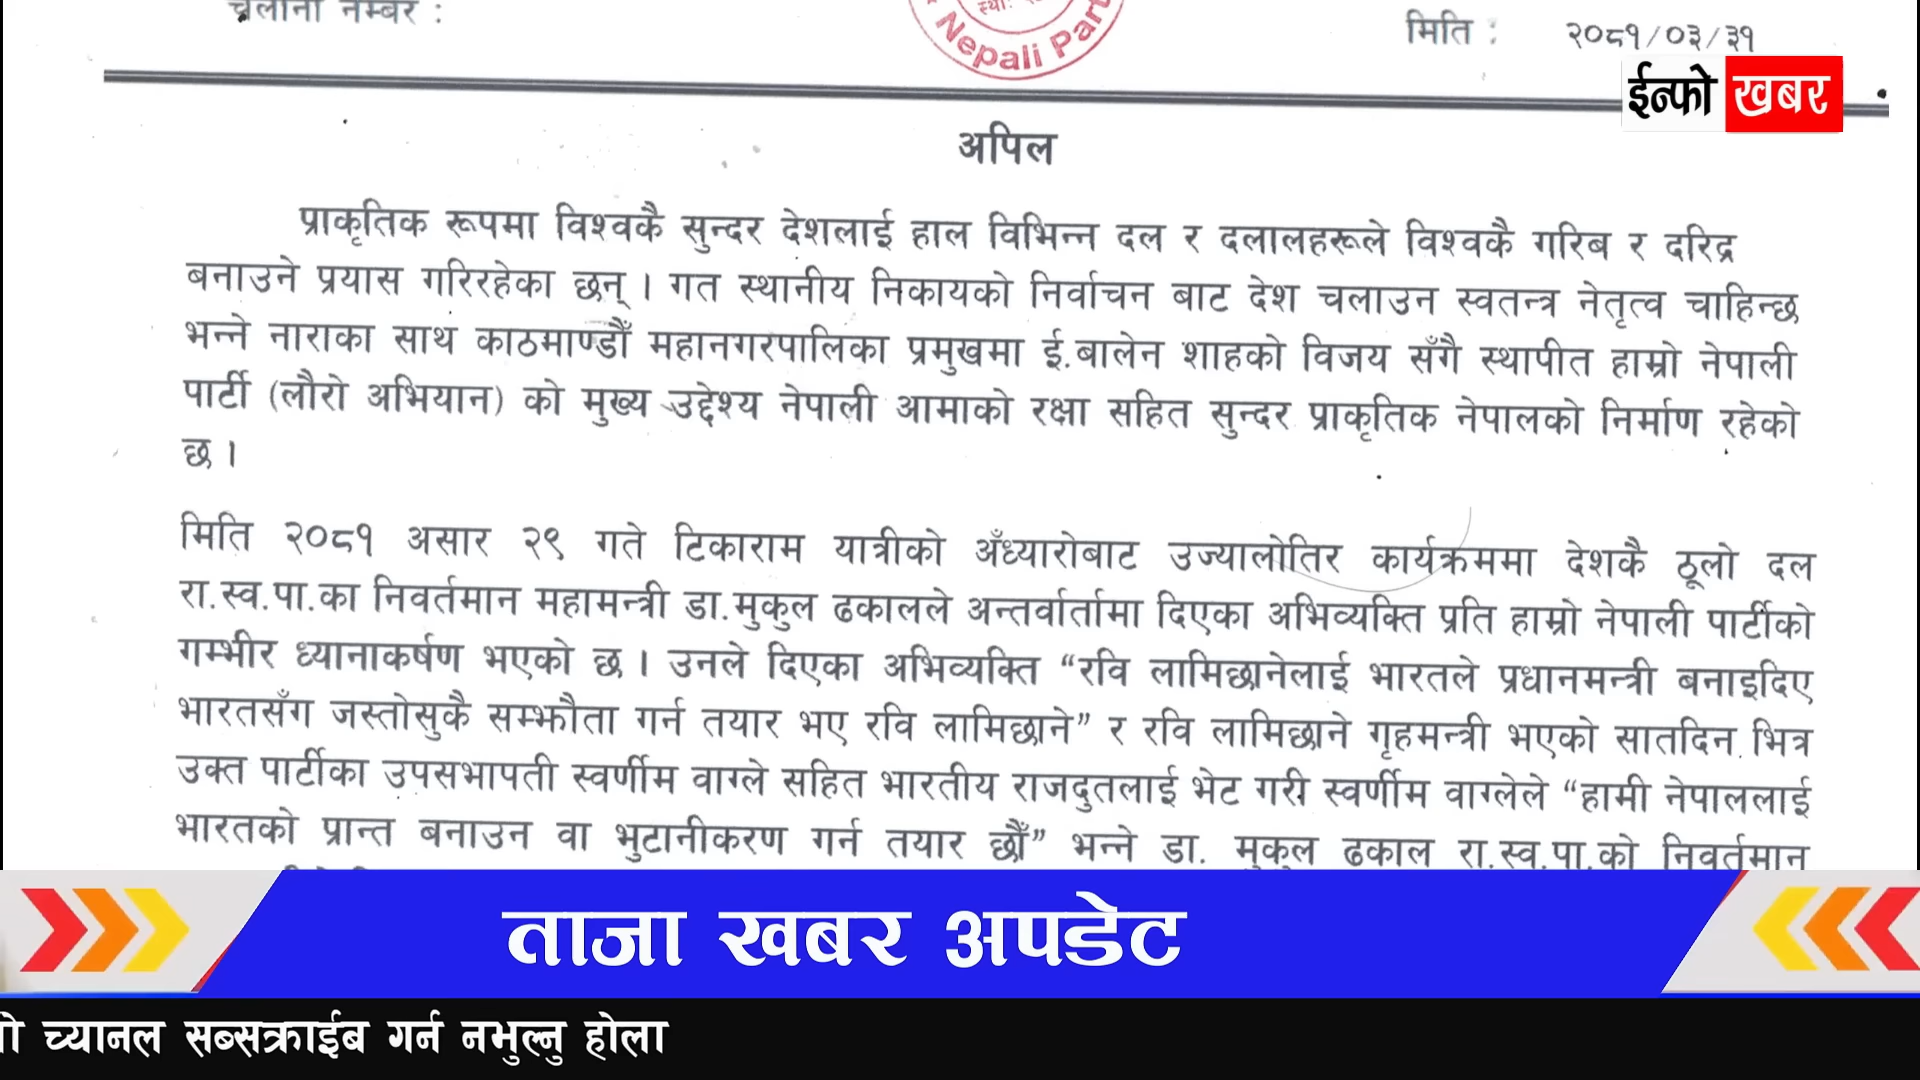 चलानी नम्बर :
Nepali Part
मिति : २०८१/०३/३१
ईन्फो खबर
अपिल
प्राकृतिक रूपमा विश्वकै सुन्दर देशलाई हाल विभिन्न दल र दलालहरूले विश्वकै गरिब र दरिद्र
बनाउने प्रयास गरिरहेका छन् । गत स्थानीय निकायको निर्वाचन बाट देश चलाउन स्वतन्त्र नेतृत्व चाहिन्छ
भन्ने नाराका साथ काठमाण्डौं महानगरपालिका प्रमुखमा ई.बालेन शाहको विजय सँगै स्थापीत हाम्रो नेपाली
पार्टी (लौरो अभियान) को मुख्य उद्देश्य नेपाली आमाको रक्षा सहित सुन्दर प्राकृतिक नेपालको निर्माण रहेको
छ ।
मिति २०८१ असार २९ गते टिकाराम यात्रीको अँध्यारोबाट उज्यालोतिर कार्यक्रममा देशकै ठूलो दल
रा.स्व.पा.का निवर्तमान महामन्त्री डा.मुकुल ढकालले अन्तर्वार्तामा दिएका अभिव्यक्ति प्रति हाम्रो नेपाली पार्टीको
गम्भीर ध्यानाकर्षण भएको छ । उनले दिएका अभिव्यक्ति “रवि लामिछानेलाई भारतले प्रधानमन्त्री बनाइदिए
भारतसँग जस्तोसुकै सम्झौता गर्न तयार भए रवि लामिछाने” र रवि लामिछाने गृहमन्त्री भएको सातदिन भित्र
उक्त पार्टीका उपसभापती स्वर्णीम वाग्ले सहित भारतीय राजदुतलाई भेट गरी स्वर्णीम वाग्लेले “हामी नेपाललाई
भारतको प्रान्त बनाउन वा भुटानीकरण गर्न तयार छौं” भन्ने डा. मुकुल ढकाल रा.स्व.पा.को निवर्तमान
ताजा खबर अपडेट
च्यानल सब्सक्राईब गर्न नभुल्नु होला